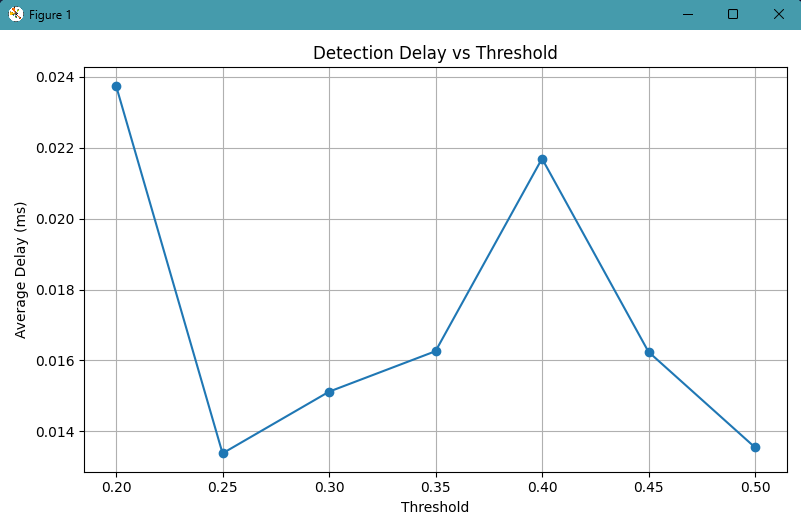 Figure 1
Detection Delay vs Threshold
0.024
0.022
0.020
0.018
0.016
0.014
Average Delay (ms)
0.20 0.25 0.30 0.35 0.40 0.45 0.50
Threshold